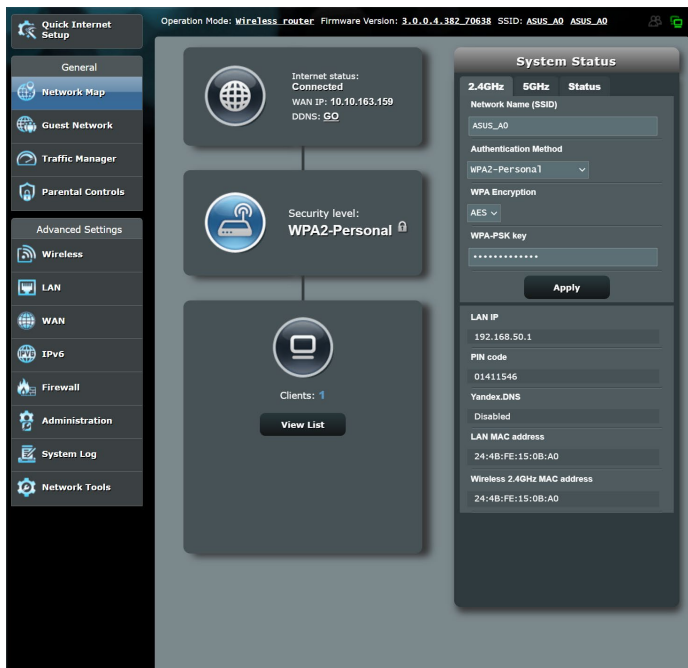 Quick Internet
Setup
Operation Mode: Wireless router Firmware Version: 3.0.0.4.382_70638 SSID: ASUS_A0 ASUS_A0
General
Network Map
Guest Network
Traffic Manager
Parental Controls
Advanced Settings
Wireless
LAN
WAN
IPv6
Firewall
Administration
System Log
Network Tools
Internet status:
Connected
WAN IP: 10.10.163.159
DDNS: GO
Security level:
WPA2-Personal
Clients: 1
View List
System Status
2.4GHz 5GHz Status
Network Name (SSID)
ASUS_A0
Authentication Method
WPA2-Personal
WPA Encryption
AES
WPA-PSK key
•••••••••••••
Apply
LAN IP
192.168.50.1
PIN code
01411546
Yandex.DNS
Disabled
LAN MAC address
24:4B:FE:15:0B:A0
Wireless 2.4GHz MAC address
24:4B:FE:15:0B:A0